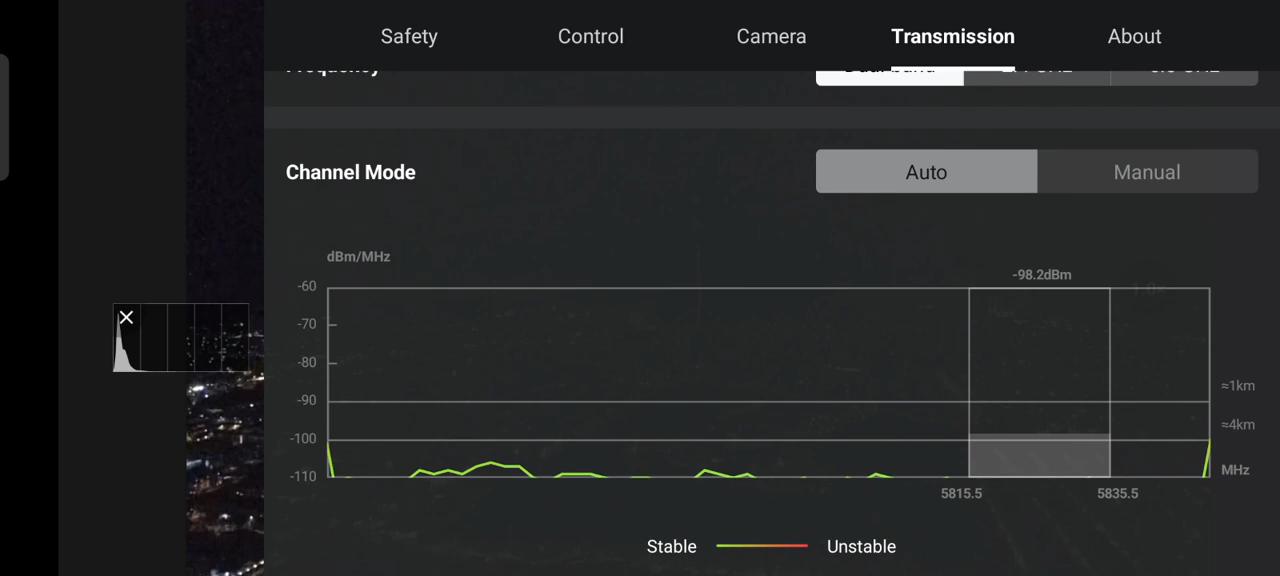 Safety Control Camera Transmission About
Frequency
Channel Mode Auto Manual
dBm/MHz
-98.2dBm
-60
-70
-80
-90
-100
-110
≈1km
≈4km
MHz
5815.5 5835.5
Stable Unstable